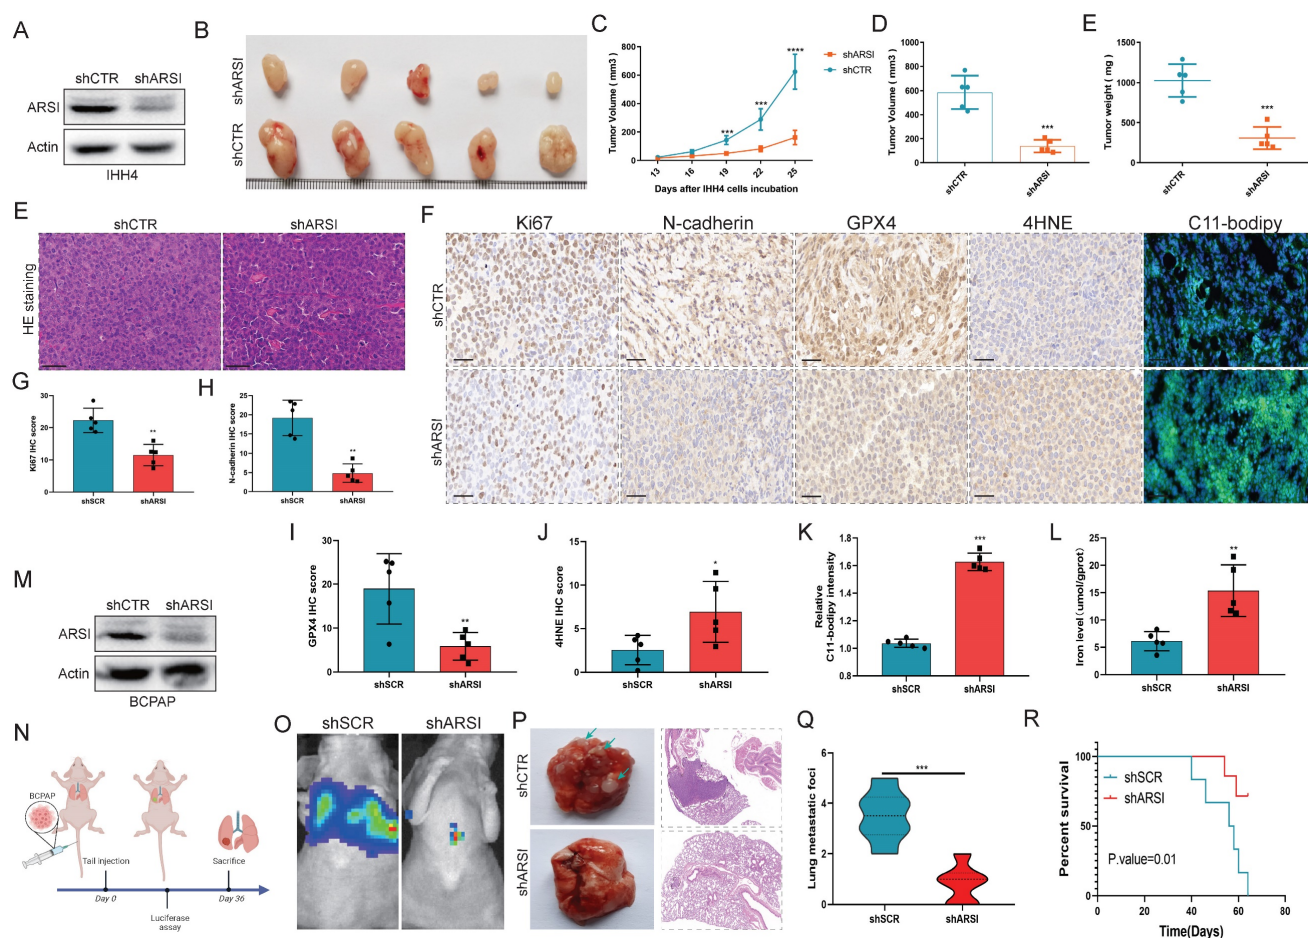 A
shCTR shARSI
ARSI
Actin
IHH4
B
shARSI
shCTR
C
Tumor Volume ( mm3 )
800
600
400
200
0
shARSI
shCTR
***
***
****
13 16 19 22 25
Days after IHH4 cells incubation
D
Tumor Volume ( mm3 )
1000
800
600
400
200
0
***
shCTR shARSI
E
Tumor weight ( mg )
1500
1000
500
0
***
shCTR shARSI
E
shCTR shARSI
HE staining
F
Ki67 N-cadherin GPX4 4HNE C11-bodipy
shCTR
shARSI
G
Ki67 IHC score
30
20
10
0
**
shSCR shARSI
H
N-cadherin IHC score
25
20
15
10
5
0
**
shSCR shARSI
I
GPX4 IHC score
30
20
10
0
**
shSCR shARSI
J
4HNE IHC score
15
10
5
0
*
shSCR shARSI
K
Relative
C11-bodipy intensity
1.8
1.6
1.4
1.2
1.0
0.8
***
shSCR shARSI
L
Iron level (umol/gprot)
25
20
15
10
5
0
**
shSCR shARSI
M
shCTR shARSI
ARSI
Actin
BCPAP
N
BCPAP
Tail injection
Sacrifice
Day 0
Day 36
Luciferase
assay
O
shSCR shARSI
P
shCTR
shARSI
Q
Lung metastatic foci
6
4
2
0
***
shSCR shARSI
R
Percent survival
100
50
0
shSCR
shARSI
P.value=0.01
0 20 40 60 80
Time(Days)